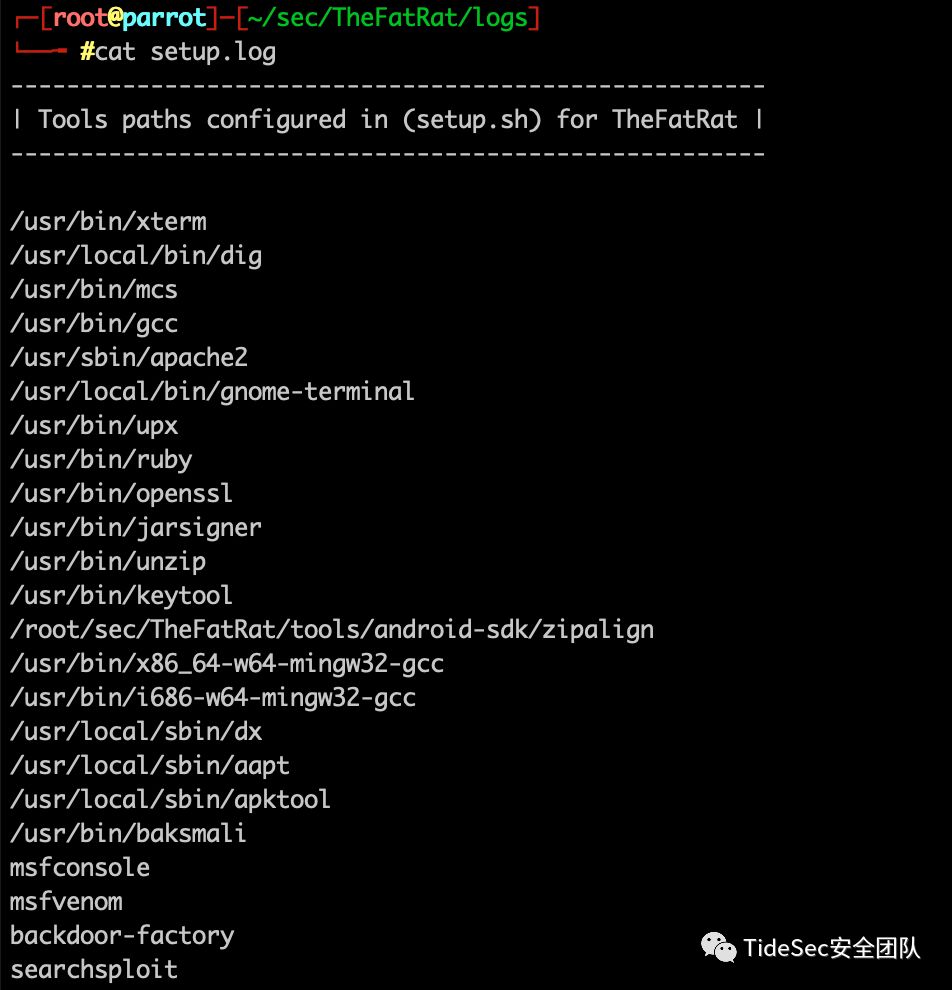 ┌─[root@parrot]─[~/sec/TheFatRat/logs]
└──╼ #cat setup.log
------------------------------------------------------
| Tools paths configured in (setup.sh) for TheFatRat |
------------------------------------------------------
/usr/bin/xterm
/usr/local/bin/dig
/usr/bin/mcs
/usr/bin/gcc
/usr/sbin/apache2
/usr/local/bin/gnome-terminal
/usr/bin/upx
/usr/bin/ruby
/usr/bin/openssl
/usr/bin/jarsigner
/usr/bin/unzip
/usr/bin/keytool
/root/sec/TheFatRat/tools/android-sdk/zipalign
/usr/bin/x86_64-w64-mingw32-gcc
/usr/bin/i686-w64-mingw32-gcc
/usr/local/sbin/dx
/usr/local/sbin/aapt
/usr/local/sbin/apktool
/usr/bin/baksmali
msfconsole
msfvenom
backdoor-factory
searchsploit
TideSec安全团队